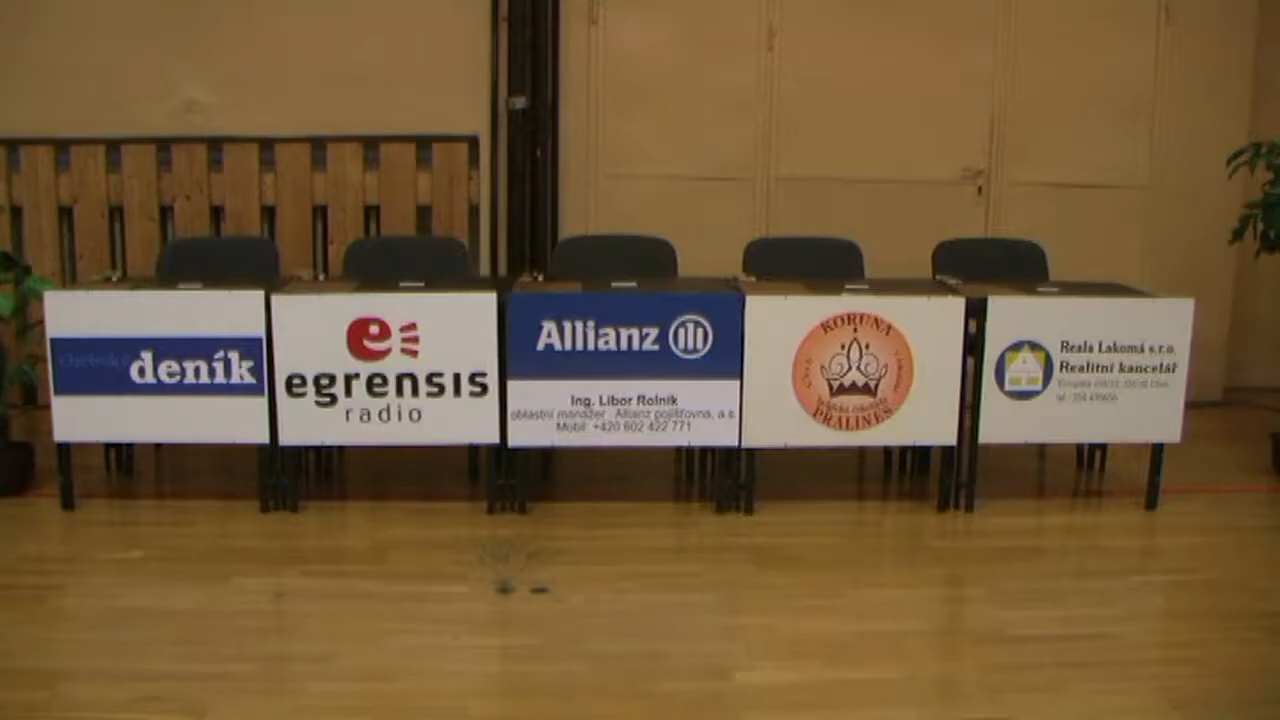 chebský deník
egrensis
radio
Allianz
Ing. Libor Rolník
oblastní manažer Allianz pojišťovna, a.s.
Mobil: +420 602 422 771
KORUNA
PRALINES
Reala Lakomá s.r.o.
Realitní kancelář